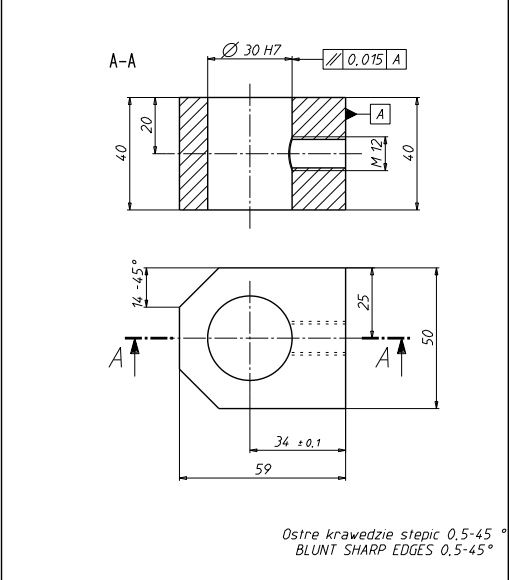 A-A
Ø 30 H7
// 0,015 A
A
20
40
M 12
40
14 -45°
25
50
A
A
34 ±0,1
59
Ostre krawedzie stepic 0,5-45 °
BLUNT SHARP EDGES 0,5-45°